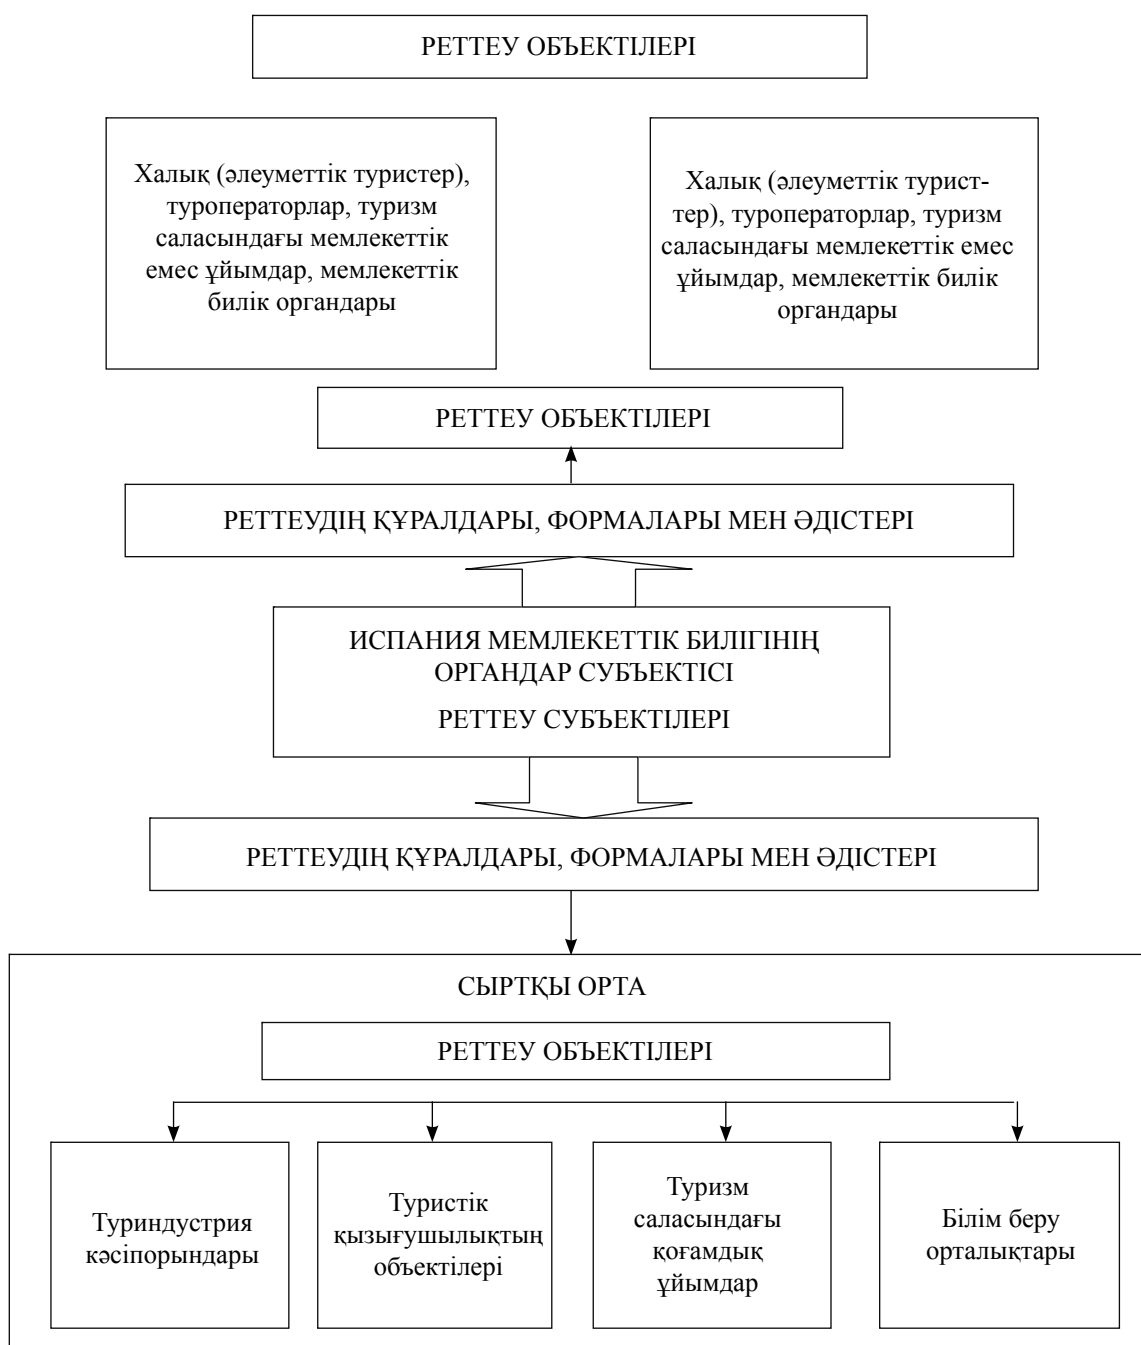 РЕТТЕУ ОБЪЕКТІЛЕРІ
Халық (әлеуметтік туристер),
туроператорлар, туризм
саласындағы мемлекеттік
емес ұйымдар, мемлекеттік
билік органдары
Халық (әлеуметтік турист-
тер), туроператорлар, туризм
саласындағы мемлекеттік емес
ұйымдар, мемлекеттік билік
органдары
РЕТТЕУ ОБЪЕКТІЛЕРІ
РЕТТЕУДІҢ ҚҰРАЛДАРЫ, ФОРМАЛАРЫ МЕН ӘДІСТЕРІ
ИСПАНИЯ МЕМЛЕКЕТТІК БИЛІГІНІҢ
ОРГАНДАР СУБЪЕКТІСІ
РЕТТЕУ СУБЪЕКТІЛЕРІ
РЕТТЕУДІҢ ҚҰРАЛДАРЫ, ФОРМАЛАРЫ МЕН ӘДІСТЕРІ
СЫРТҚЫ ОРТА
РЕТТЕУ ОБЪЕКТІЛЕРІ
Туриндустрия
кәсіпорындары
Туристік
қызығушылықтың
объектілері
Туризм
саласындағы
қоғамдық
ұйымдар
Білім беру
орталықтары